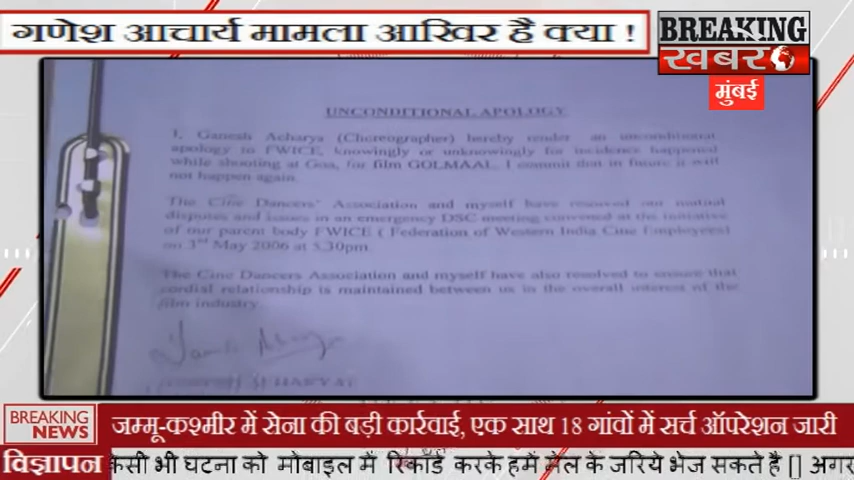 गणेश आचार्य मामला आखिर है क्या !
BREAKING
खबर
मुंबई
UNCONDITIONAL APOLOGY
I, Ganesh Acharya (Choreographer) hereby render an unconditional
apology to FWICE, knowingly or unknowingly for incidence happened
while shooting at Goa, for film GOLMAAL. I commit that in future it will
not happen again.
The Cine Dancers' Association and myself have resolved our mutual
disputes and issues in an emergency DSC meeting convened at the initiative
of our parent body FWICE ( Federation of Western India Cine Employees)
on 3rd May 2006 at 5.30pm.
The Cine Dancers Association and myself have also resolved to ensure that
cordial relationship is maintained between us in the overall interest of the
film industry.
BREAKING
NEWS
जम्मू-कश्मीर में सेना की बड़ी कार्रवाई, एक साथ 18 गांवों में सर्च ऑपरेशन जारी
विज्ञापन
किसी भी घटना को मोबाइल में रिकॉर्ड करके हमें मेल के जरिये भेज सकते है [] अगर